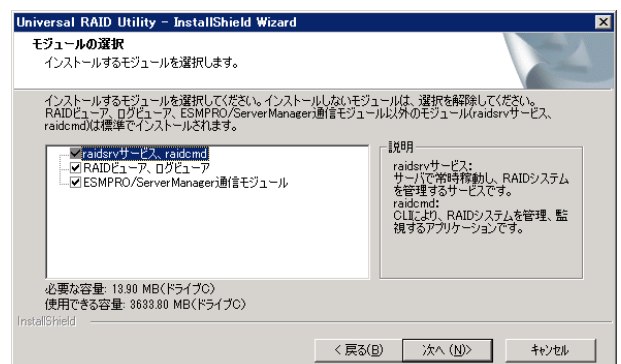 Universal RAID Utility - InstallShield Wizard
モジュールの選択
インストールするモジュールを選択します。
インストールするモジュールを選択してください。インストールしないモジュールは、選択を解除してください。
RAIDビューア、ログビューア、ESMPRO/ServerManager通信モジュール以外のモジュール(raidsrvサービス、
raidcmd)は標準でインストールされます。
raidsrvサービス、raidcmd
RAIDビューア、ログビューア
ESMPRO/ServerManager通信モジュール
説明
raidsrvサービス:
サーバで常時稼動し、RAIDシステム
を管理するサービスです。
raidcmd:
CLIにより、RAIDシステムを管理、監
視するアプリケーションです。
必要な容量: 13.90 MB(ドライブC)
使用できる容量: 3633.80 MB(ドライブC)
InstallShield
< 戻る(B)
次へ (N)>
キャンセル